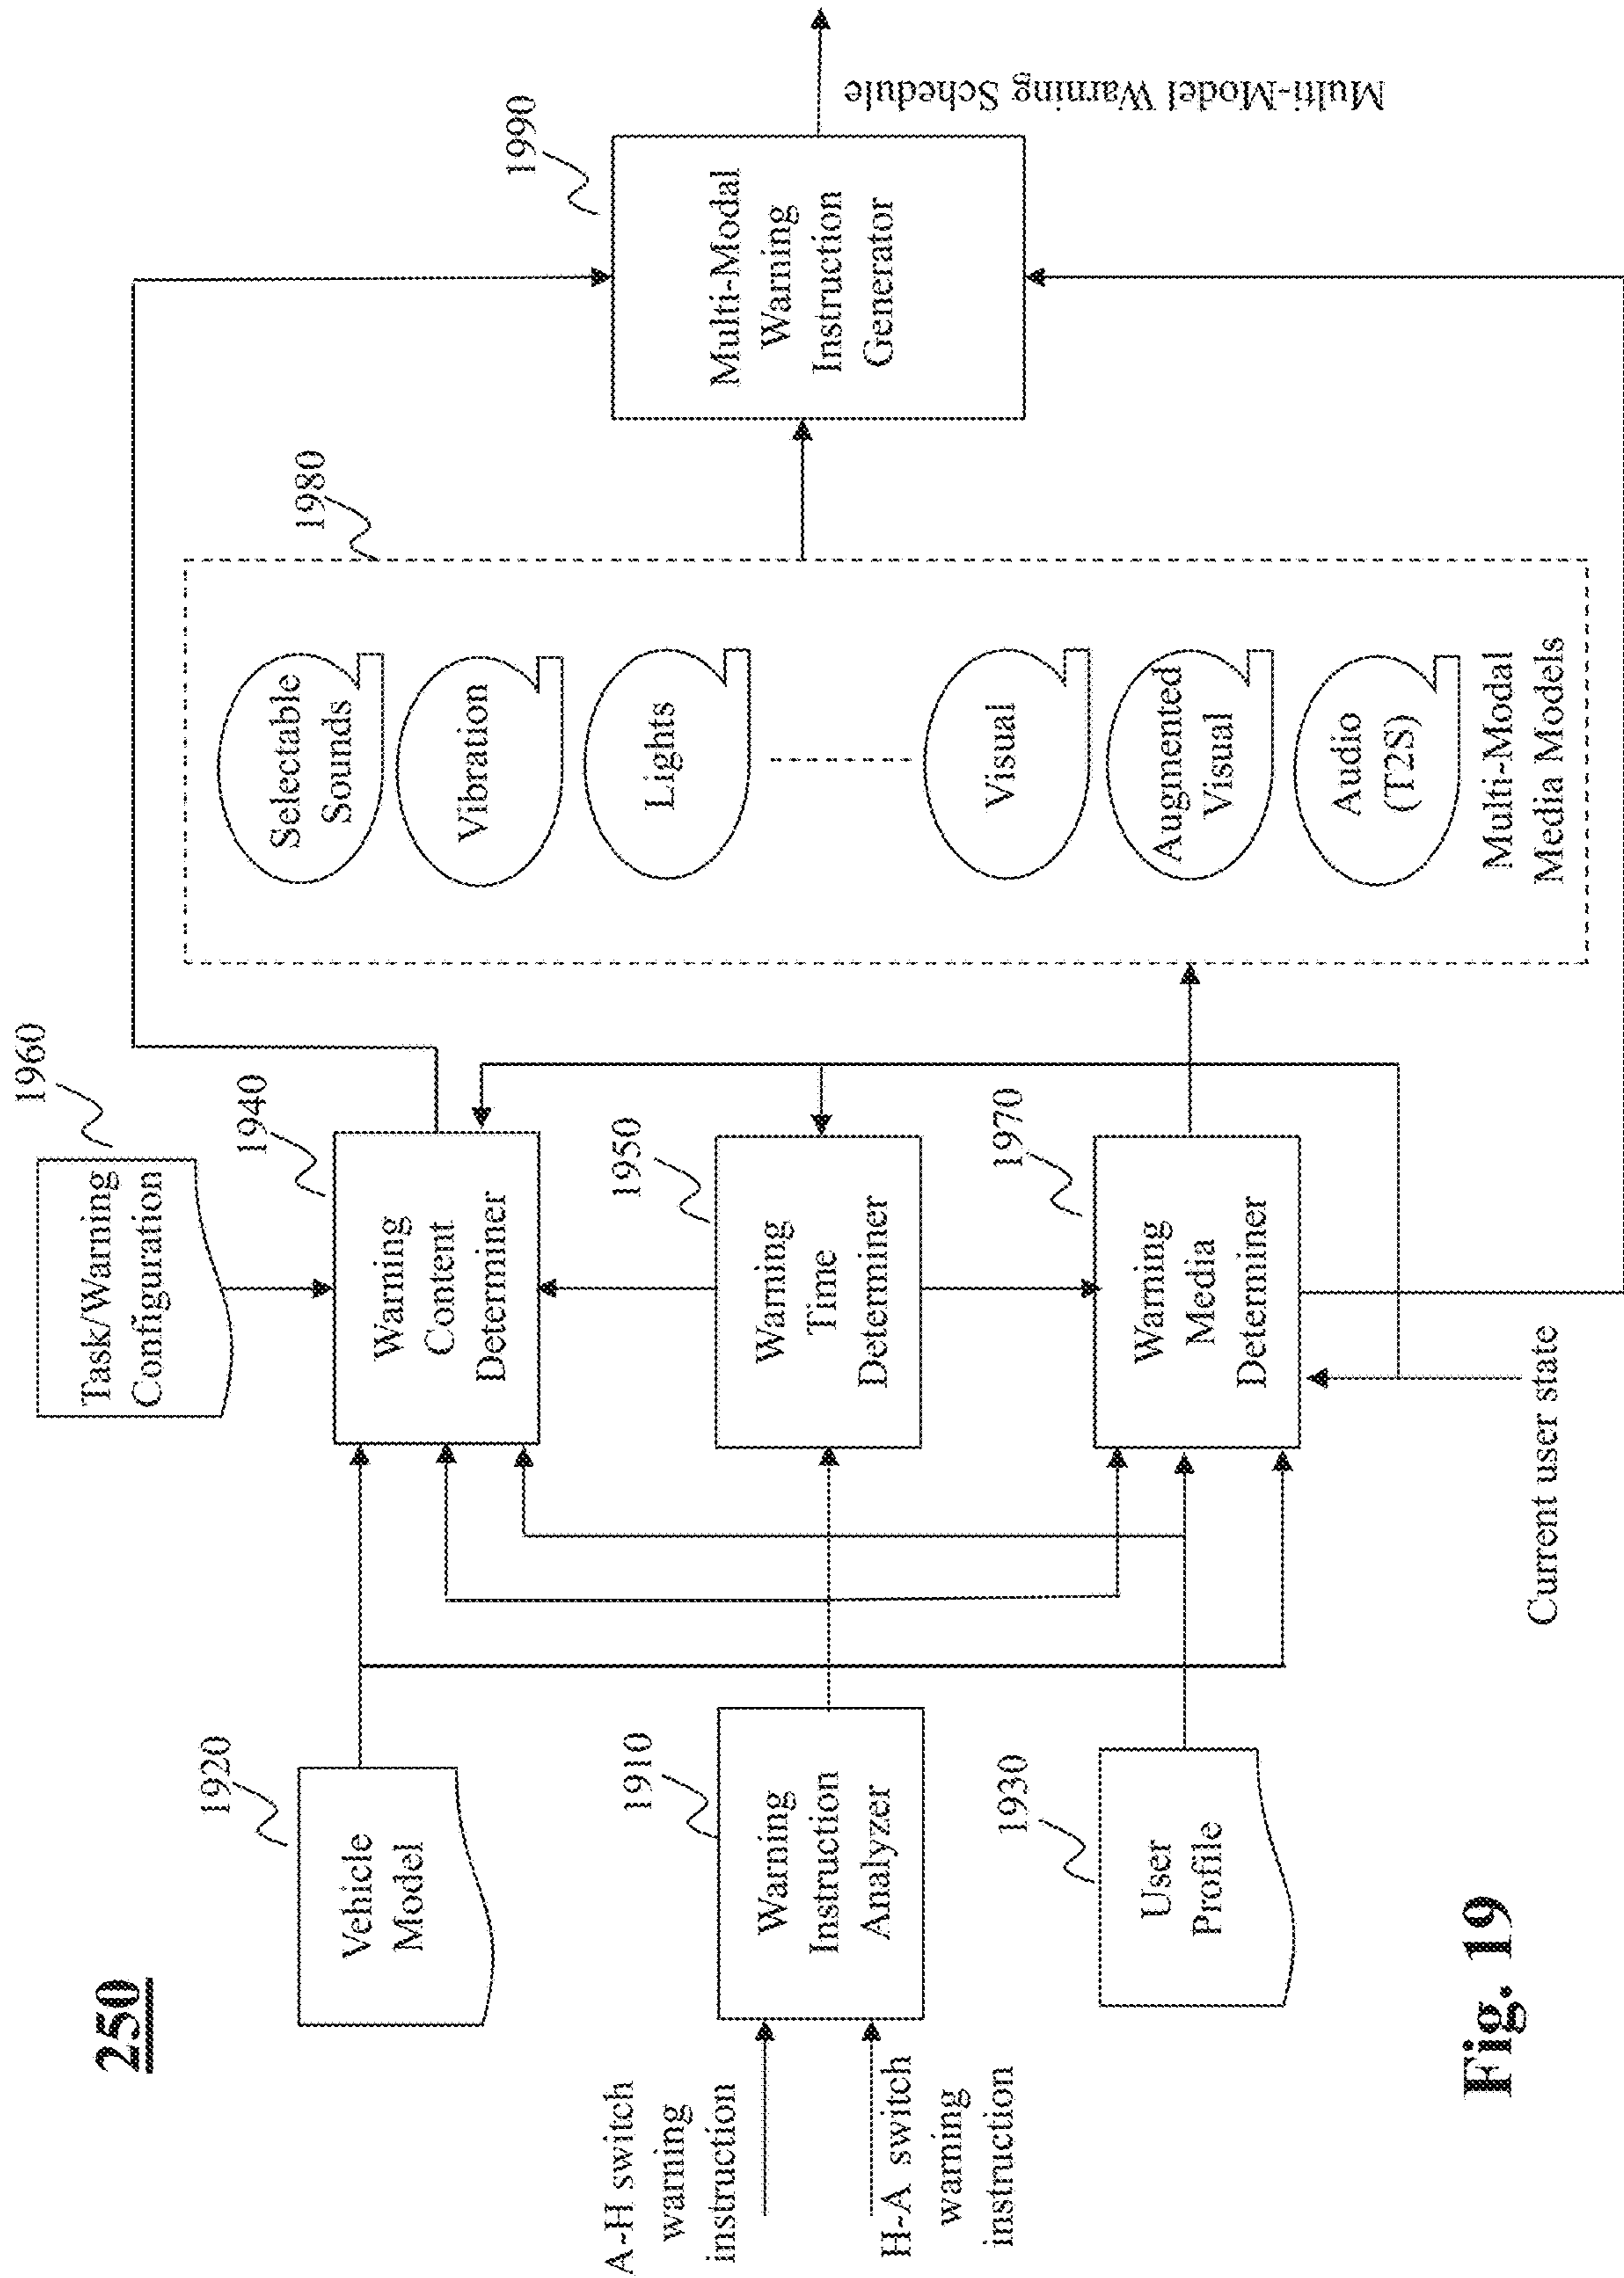 250
1920
Vehicle
Model
A-H switch
warning
instruction
H-A switch
warning
instruction
1910
Warning
Instruction
Analyzer
1930
User
Profile
1960
Task/Warning
Configuration
1940
Warning
Content
Determiner
1950
Warning
Time
Determiner
1970
Warning
Media
Determiner
Current user state
1980
Selectable
Sounds
Vibration
Lights
Visual
Augmented
Visual
Audio
(T2S)
Multi-Modal
Media Models
1990
Multi-Modal
Warning
Instruction
Generator
Multi-Model Warning Schedule
Fig. 19